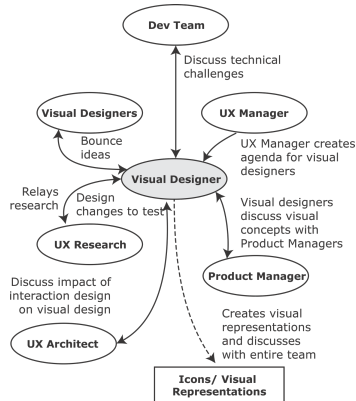 Dev Team
Discuss technical
challenges
Visual Designers
UX Manager
Bounce
ideas
UX Manager creates
agenda for visual
designers
Visual Designer
Relays
research
Design
changes to test
Visual designers
discuss visual
concepts with
Product Managers
UX Research
Product Manager
Discuss impact of
interaction design
on visual design
Creates visual
representations
and discusses
with entire team
UX Architect
Icons/ Visual
Representations